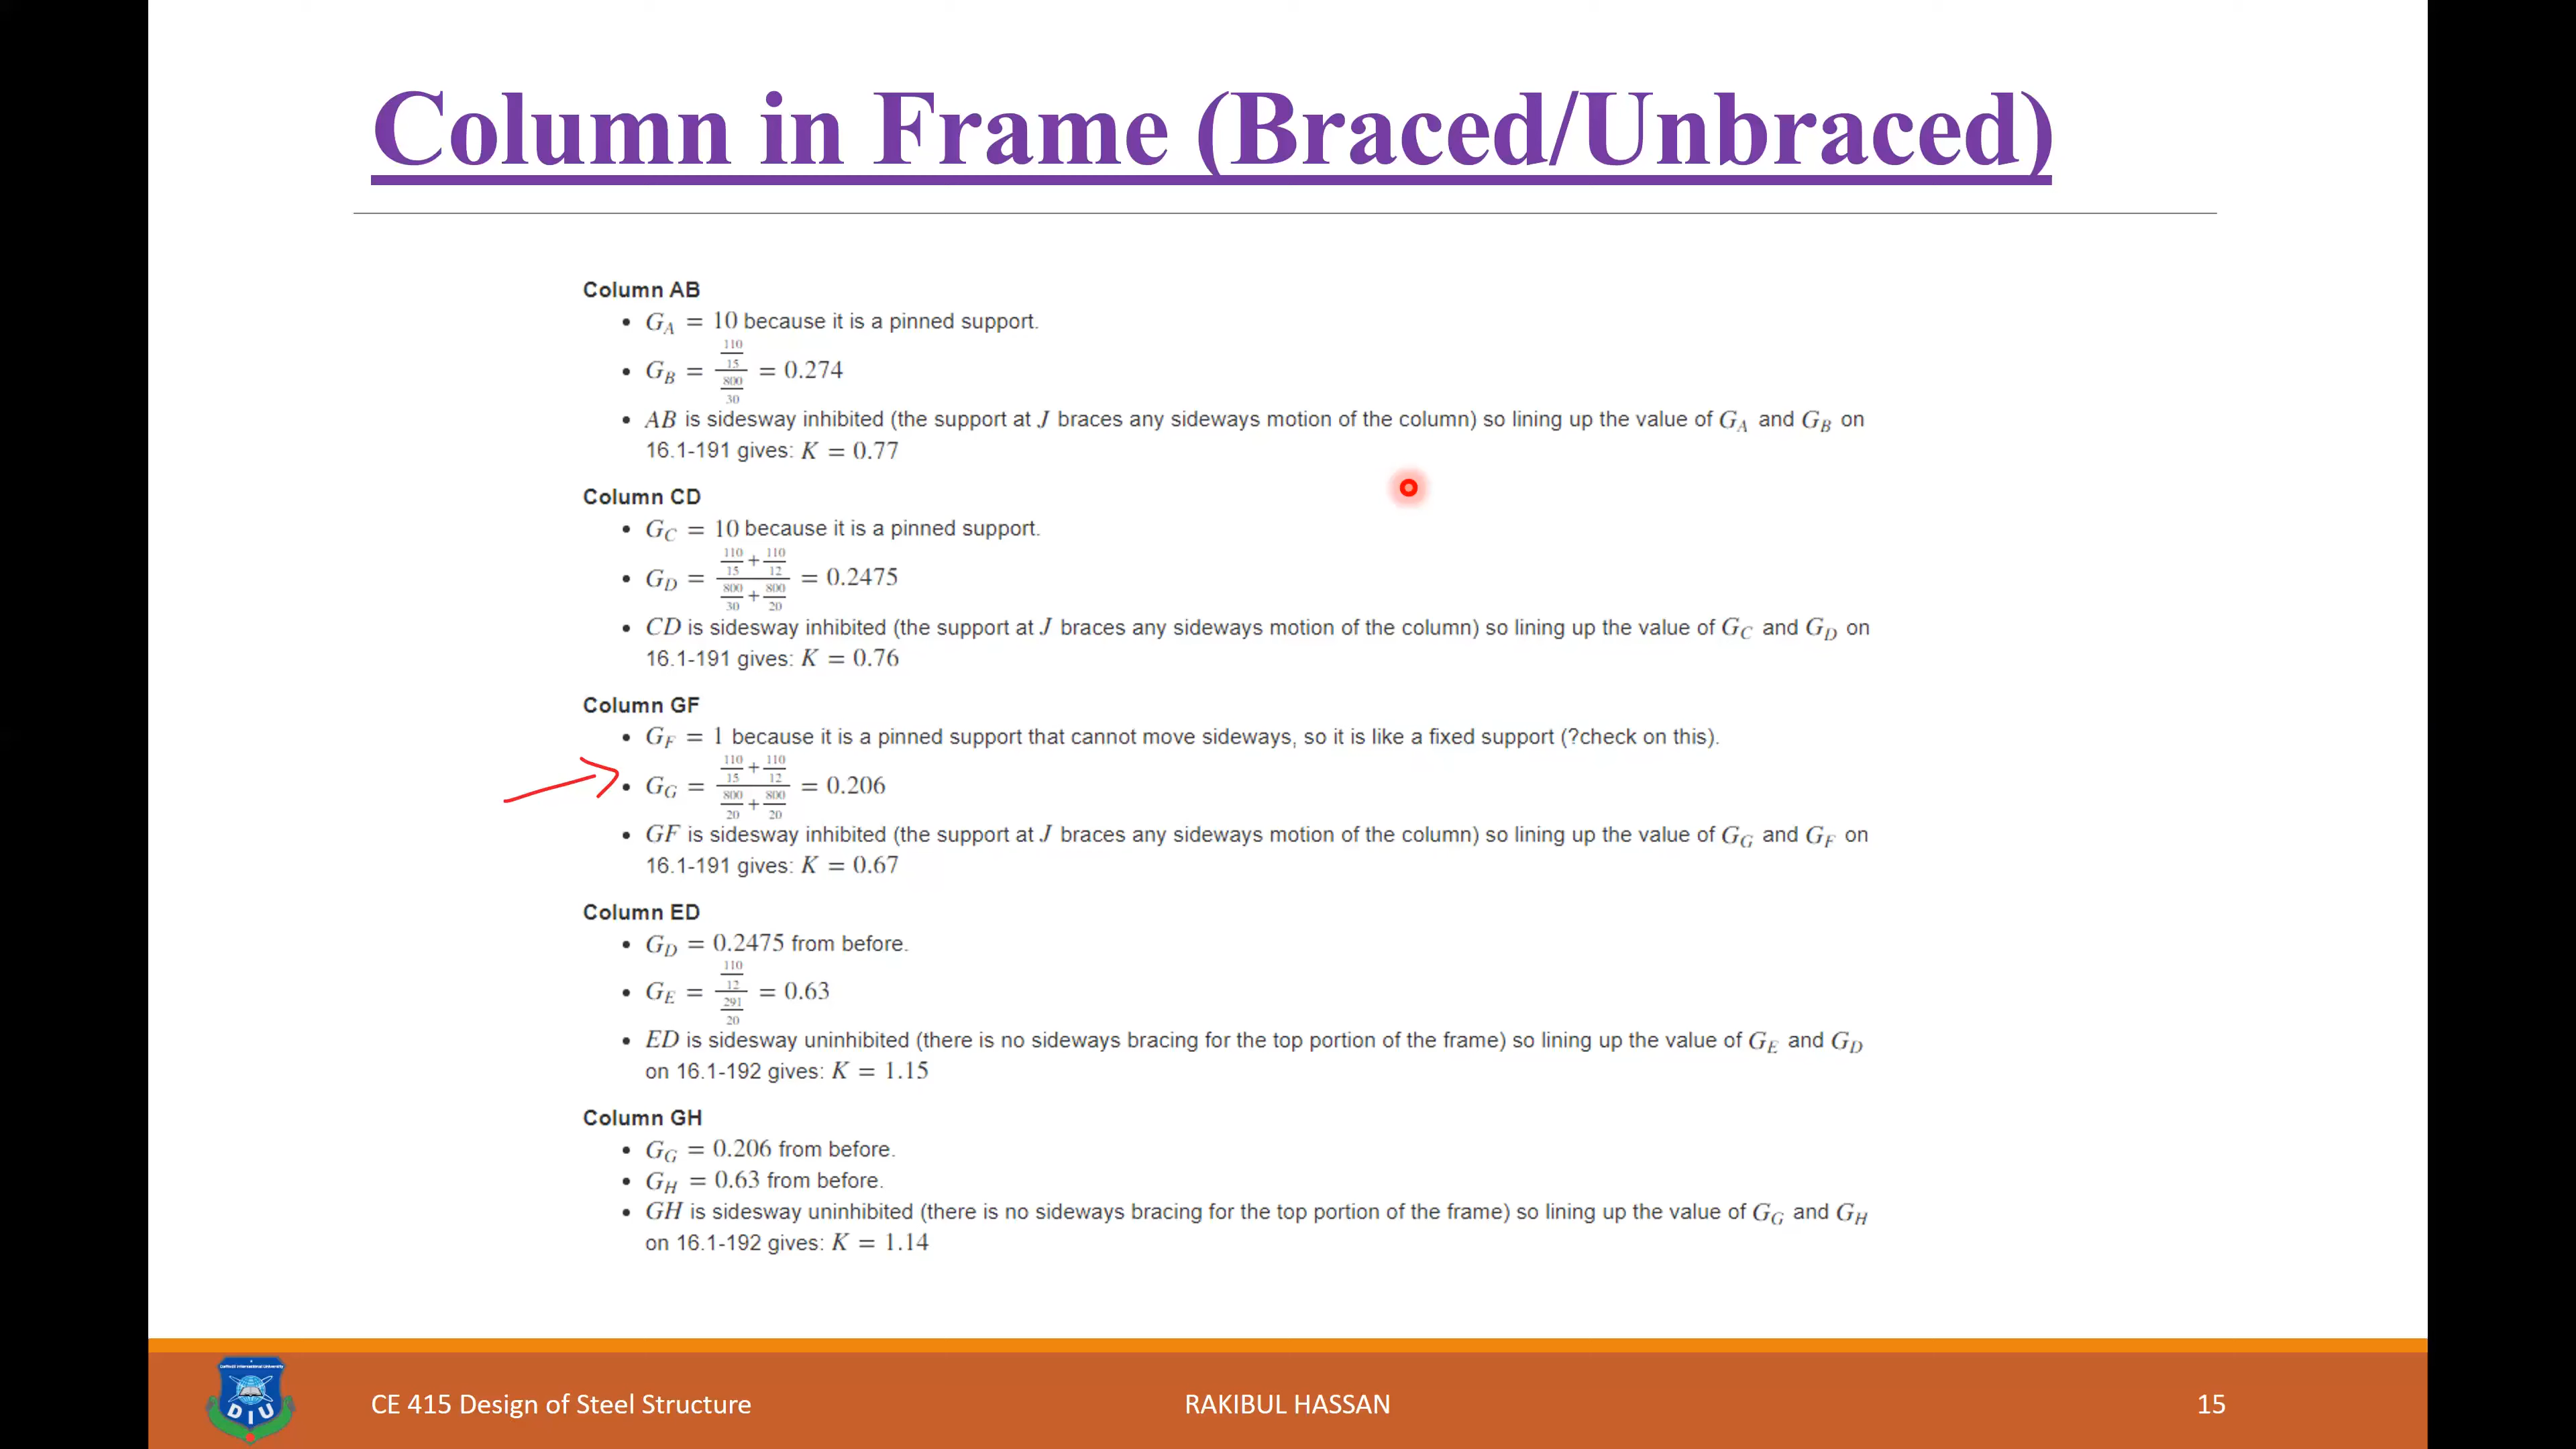 Column in Frame (Braced/Unbraced)
Column AB
• G_A = 10 because it is a pinned support.
• G_B = (110/15)/(800/30) = 0.274
• AB is sidesway inhibited (the support at J braces any sideways motion of the column) so lining up the value of G_A and G_B on
16.1-191 gives: K = 0.77
Column CD
• G_C = 10 because it is a pinned support.
• G_D = (110/15 + 110/12)/(800/30 + 800/20) = 0.2475
• CD is sidesway inhibited (the support at J braces any sideways motion of the column) so lining up the value of G_C and G_D on
16.1-191 gives: K = 0.76
Column GF
• G_F = 1 because it is a pinned support that cannot move sideways, so it is like a fixed support (?check on this).
• G_G = (110/15 + 110/12)/(800/20 + 800/20) = 0.206
• GF is sidesway inhibited (the support at J braces any sideways motion of the column) so lining up the value of G_G and G_F on
16.1-191 gives: K = 0.67
Column ED
• G_D = 0.2475 from before.
• G_E = (110/12)/(291/20) = 0.63
• ED is sidesway uninhibited (there is no sideways bracing for the top portion of the frame) so lining up the value of G_E and G_D
on 16.1-192 gives: K = 1.15
Column GH
• G_G = 0.206 from before.
• G_H = 0.63 from before.
• GH is sidesway uninhibited (there is no sideways bracing for the top portion of the frame) so lining up the value of G_G and G_H
on 16.1-192 gives: K = 1.14
Daffodil International University
DIU
CE 415 Design of Steel Structure
RAKIBUL HASSAN
15